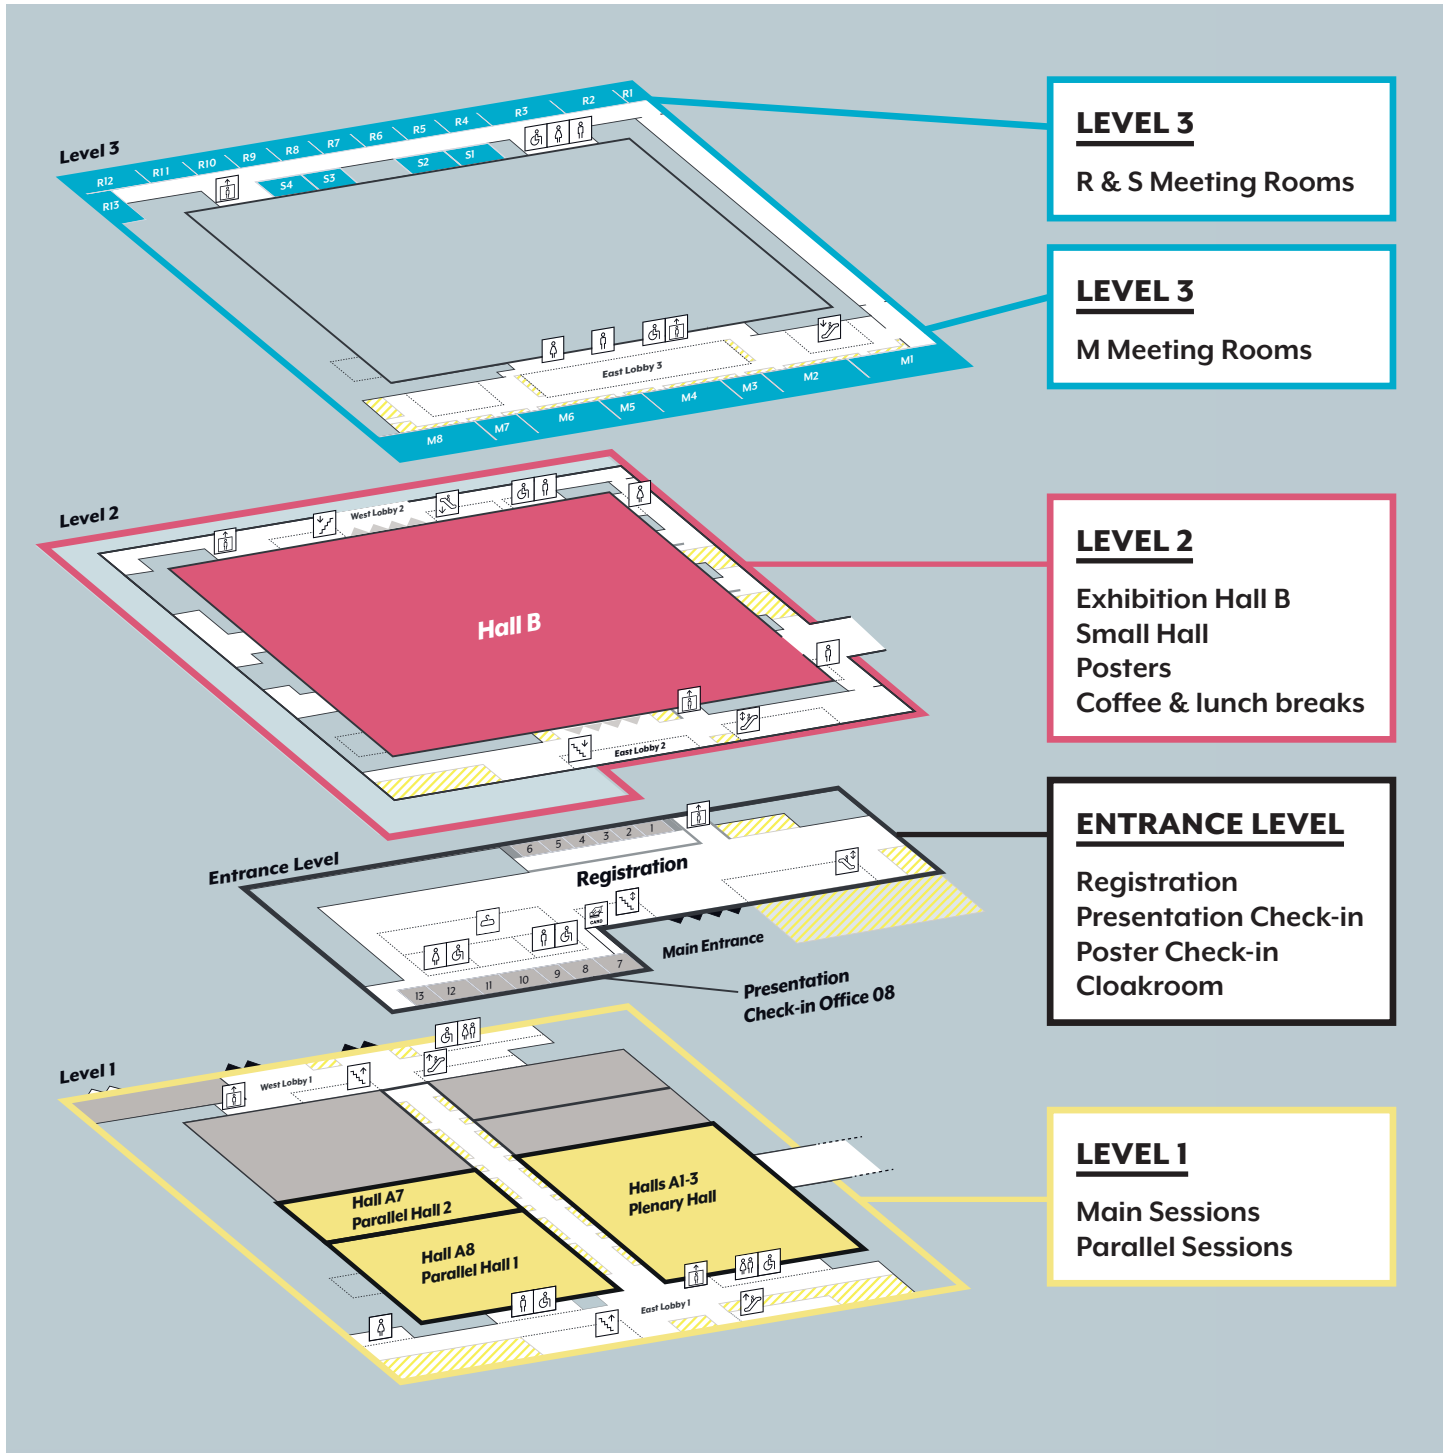 Level 3
R1
R2
R3
R4
R5
R6
R7
R8
R9
R10
R11
R12
R13
S1
S2
S3
S4
East Lobby 3
M1
M2
M3
M4
M5
M6
M7
M8
LEVEL 3
R & S Meeting Rooms
LEVEL 3
M Meeting Rooms
Level 2
West Lobby 2
Hall B
East Lobby 2
LEVEL 2
Exhibition Hall B
Small Hall
Posters
Coffee & lunch breaks
Entrance Level
6
5
4
3
2
1
Registration
CARD
Main Entrance
13
12
11
10
9
8
7
Presentation
Check-in Office 08
ENTRANCE LEVEL
Registration
Presentation Check-in
Poster Check-in
Cloakroom
Level 1
West Lobby 1
Hall A7
Parallel Hall 2
Hall A8
Parallel Hall 1
Halls A1-3
Plenary Hall
East Lobby 1
LEVEL 1
Main Sessions
Parallel Sessions